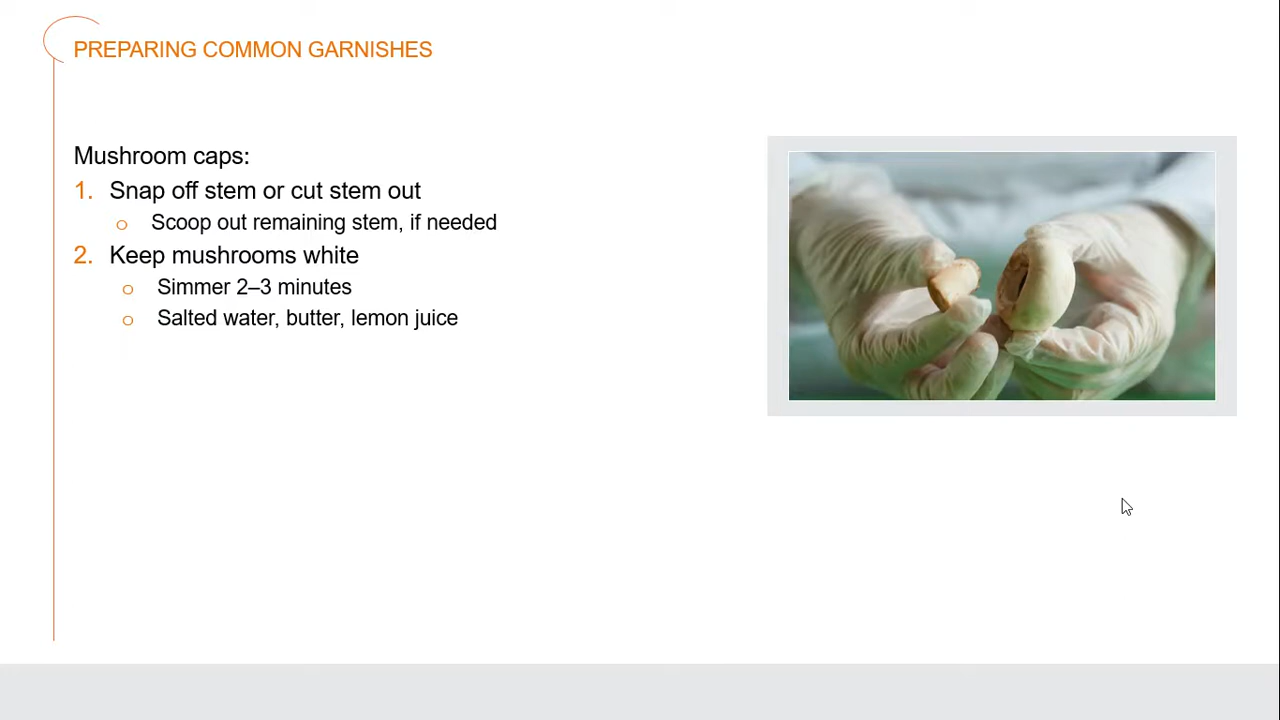 PREPARING COMMON GARNISHES
Mushroom caps:
1. Snap off stem or cut stem out
o Scoop out remaining stem, if needed
2. Keep mushrooms white
o Simmer 2–3 minutes
o Salted water, butter, lemon juice